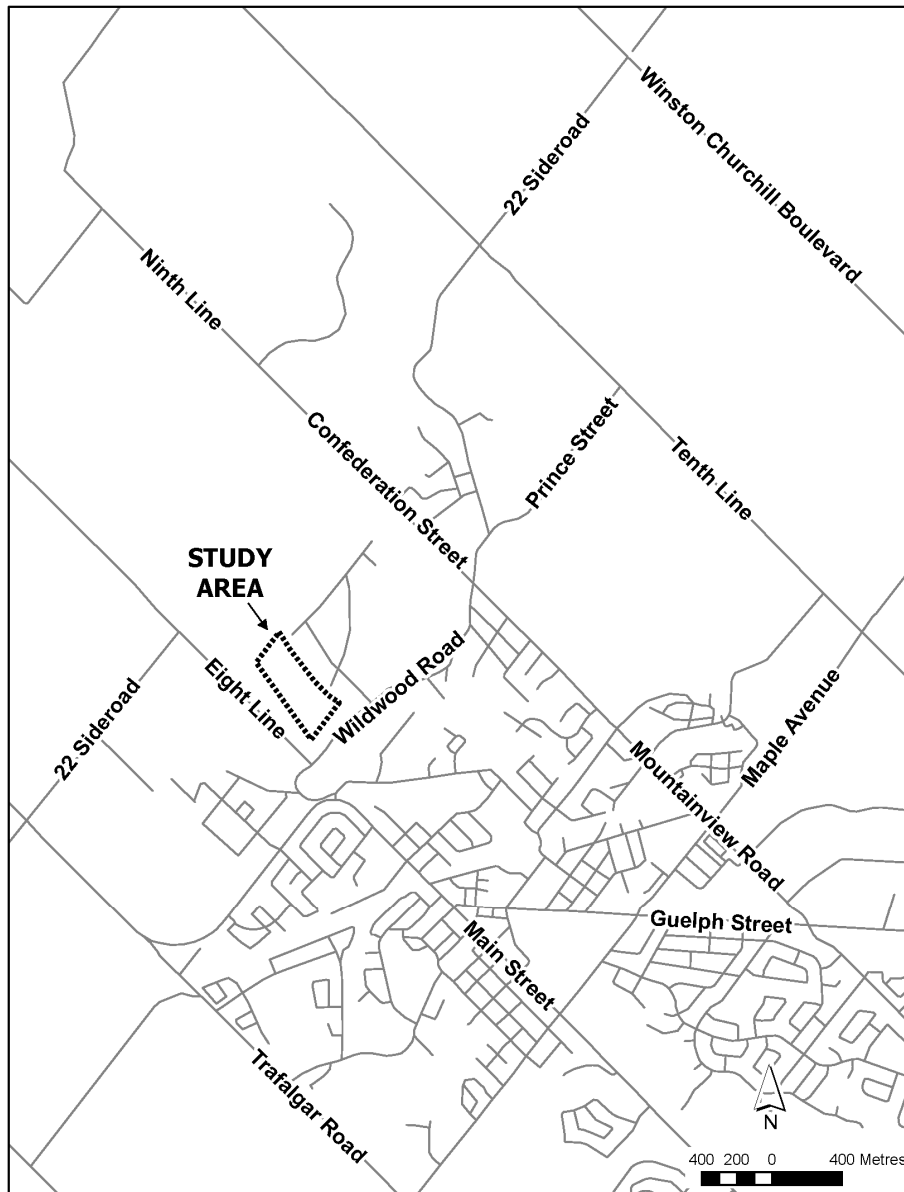 Winston Churchill Boulevard
22 Sideroad
Ninth Line
Confederation Street
Prince Street
Tenth Line
STUDY
AREA
Eight Line
Wildwood Road
22 Sideroad
Mountainview Road
Maple Avenue
Guelph Street
Main Street
Trafalgar Road
N
400 200 0 400 Metres